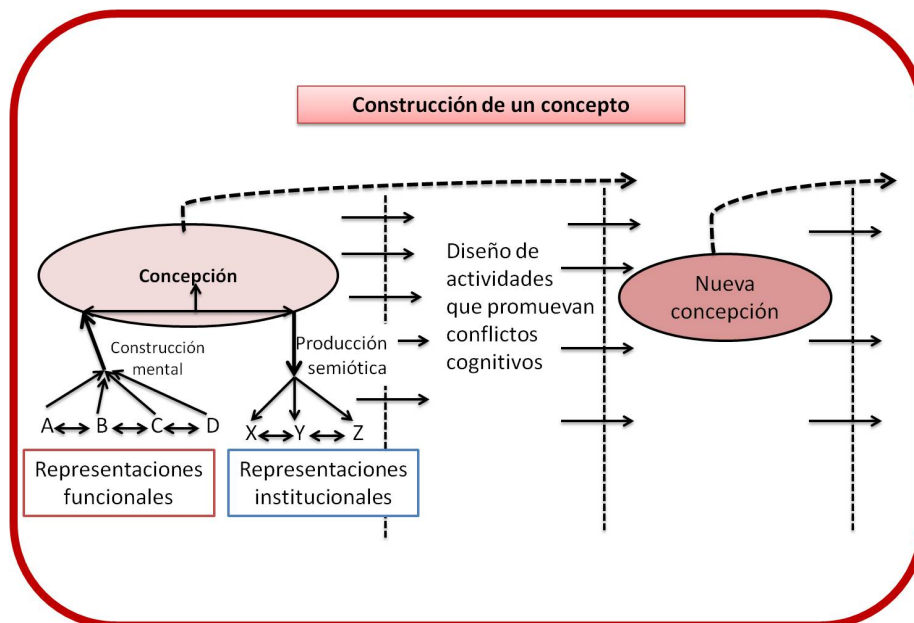 Construcción de un concepto
Concepción
Construcción
mental
Producción
semiótica
A B C D
X Y Z
Representaciones
funcionales
Representaciones
institucionales
Diseño de
actividades
que promuevan
conflictos
cognitivos
Nueva
concepción